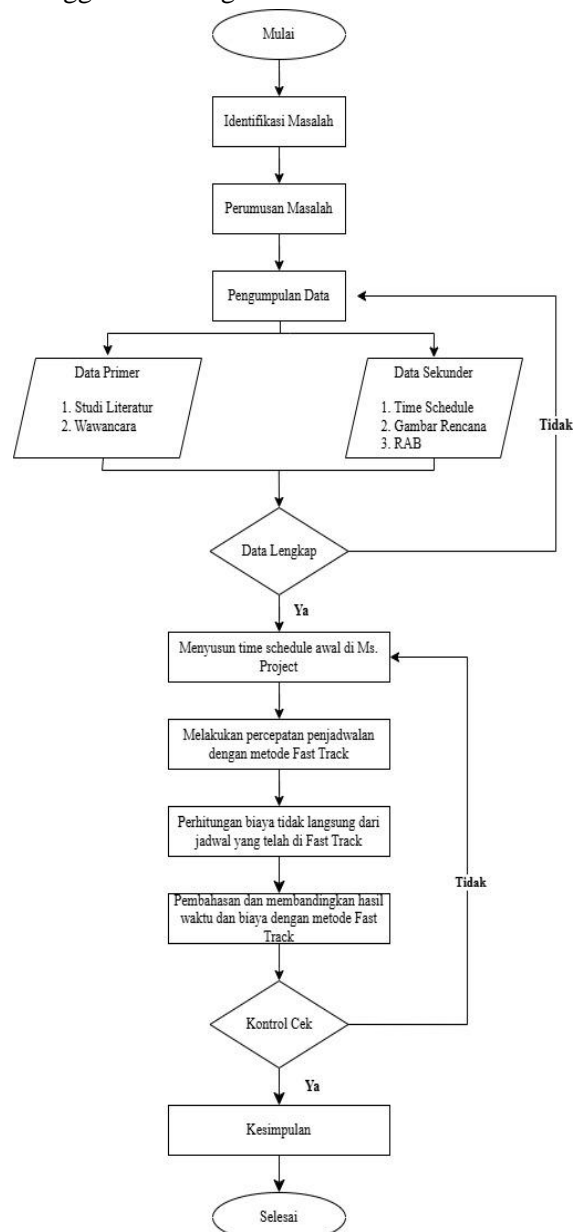 Mulai
Identifikasi Masalah
Perumusan Masalah
Pengumpulan Data
Data Primer
1. Studi Literatur
2. Wawancara
Data Sekunder
1. Time Schedule
2. Gambar Rencana
3. RAB
Tidak
Data Lengkap
Ya
Menyusun time schedule awal di Ms.
Project
Melakukan percepatan penjadwalan
dengan metode Fast Track
Perhitungan biaya tidak langsung dari
jadwal yang telah di Fast Track
Tidak
Pembahasan dan membandingkan hasil
waktu dan biaya dengan metode Fast
Track
Kontrol Cek
Ya
Kesimpulan
Selesai